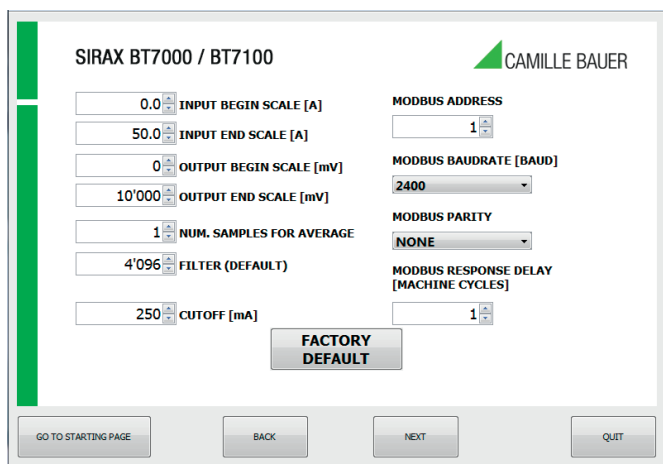 SIRAX BT7000 / BT7100
CAMILLE BAUER
0.0 INPUT BEGIN SCALE [A]
50.0 INPUT END SCALE [A]
0 OUTPUT BEGIN SCALE [mV]
10'000 OUTPUT END SCALE [mV]
1 NUM. SAMPLES FOR AVERAGE
4'096 FILTER (DEFAULT)
250 CUTOFF [mA]
MODBUS ADDRESS
1
MODBUS BAUDRATE [BAUD]
2400
MODBUS PARITY
NONE
MODBUS RESPONSE DELAY
[MACHINE CYCLES]
1
FACTORY
DEFAULT
GO TO STARTING PAGE
BACK
NEXT
QUIT